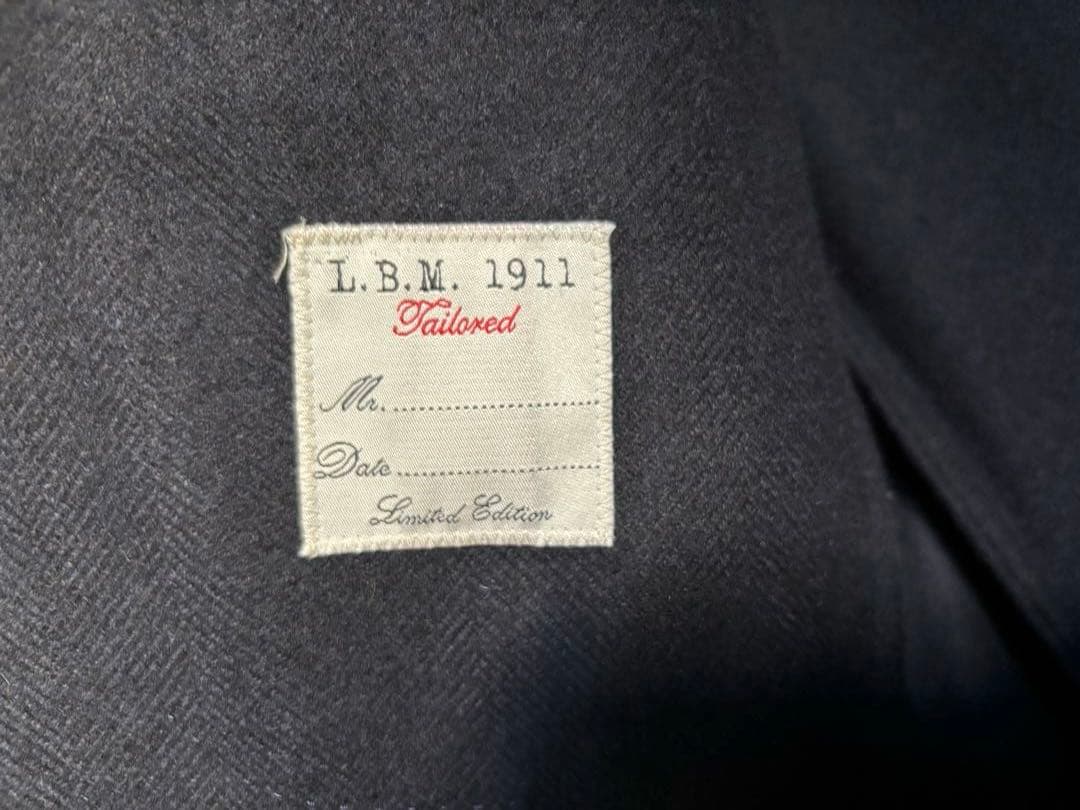 L.B.M. 1911
Tailored
Mr. ....................................
Date ....................................
Limited Edition